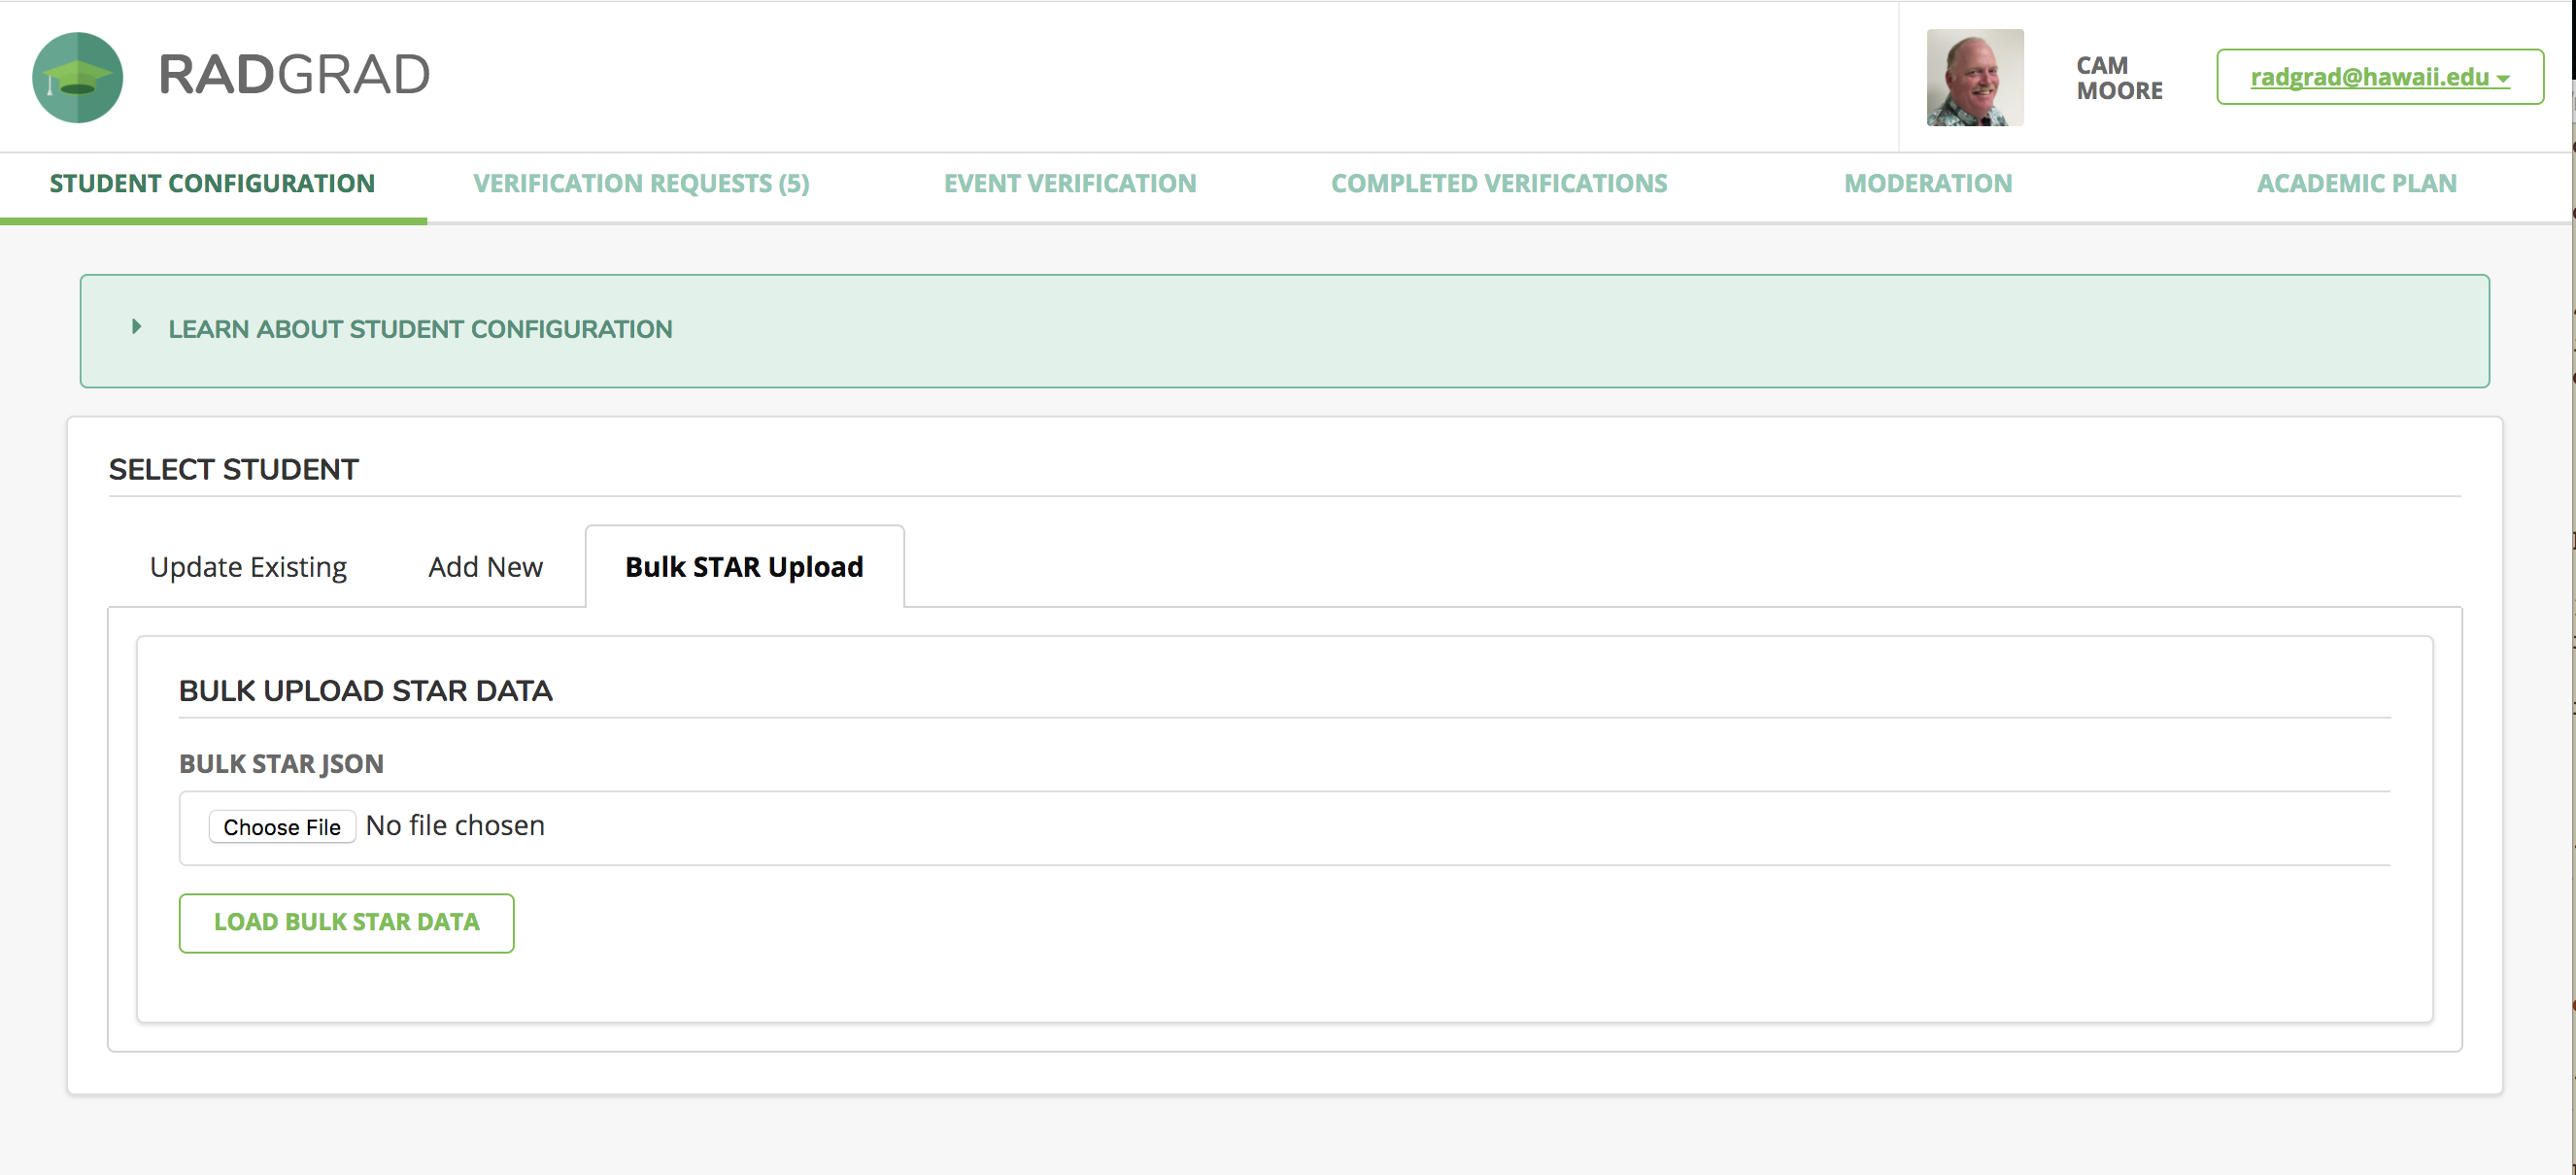 RADGRAD
CAM
MOORE
radgrad@hawaii.edu
STUDENT CONFIGURATION
VERIFICATION REQUESTS (5)
EVENT VERIFICATION
COMPLETED VERIFICATIONS
MODERATION
ACADEMIC PLAN
LEARN ABOUT STUDENT CONFIGURATION
SELECT STUDENT
Update Existing
Add New
Bulk STAR Upload
BULK UPLOAD STAR DATA
BULK STAR JSON
Choose File No file chosen
LOAD BULK STAR DATA